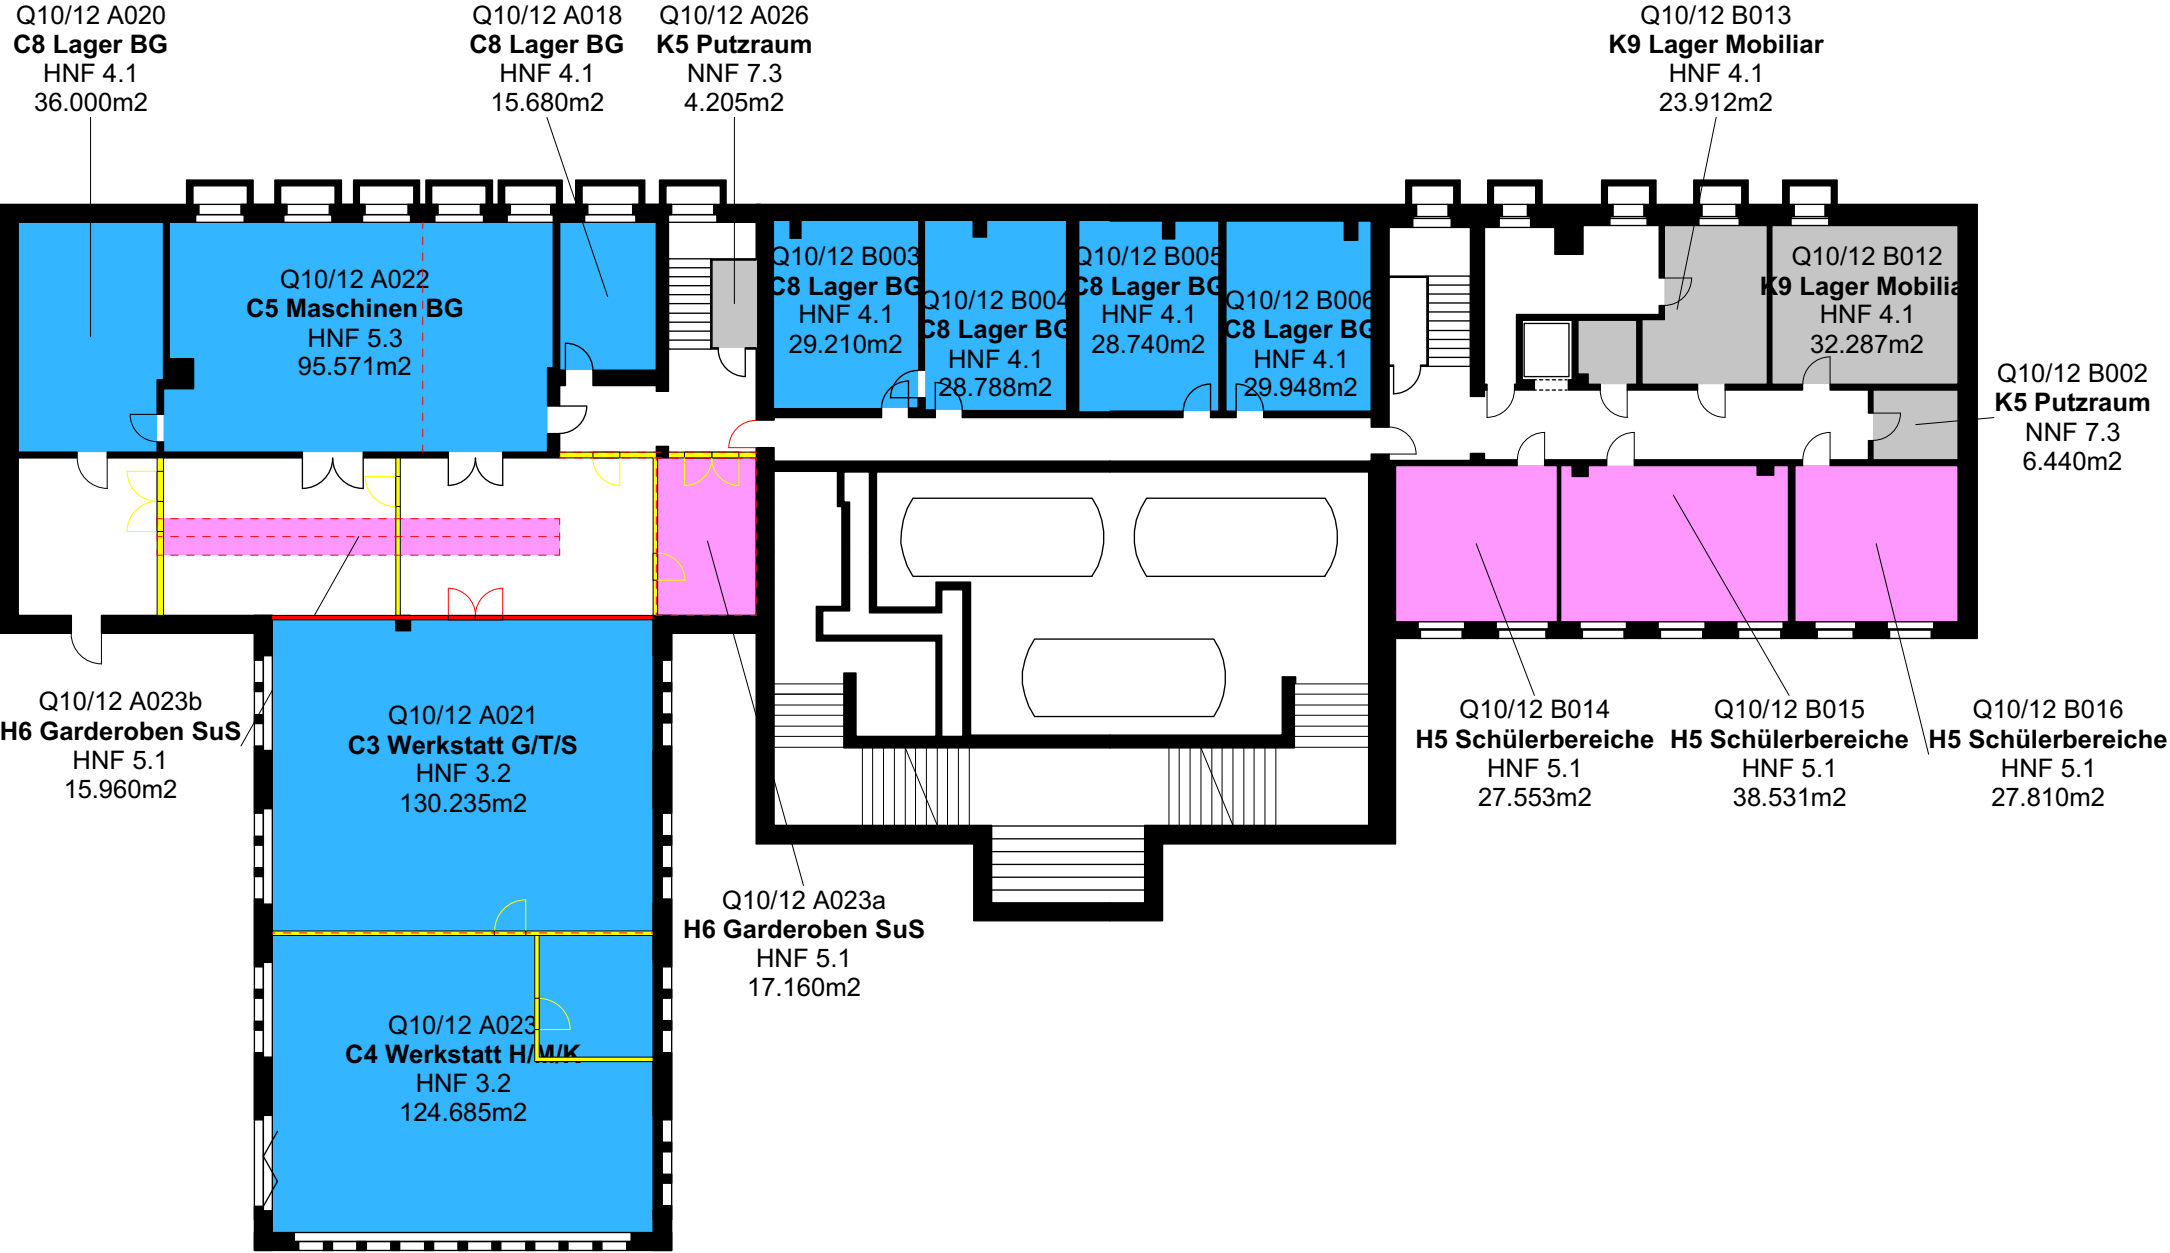 Q10/12 A020
C8 Lager BG
HNF 4.1
36.000m2
Q10/12 A018
C8 Lager BG
HNF 4.1
15.680m2
Q10/12 A026
K5 Putzraum
NNF 7.3
4.205m2
Q10/12 B013
K9 Lager Mobiliar
HNF 4.1
23.912m2
Q10/12 A022
C5 Maschinen BG
HNF 5.3
95.571m2
Q10/12 B003
C8 Lager BG
HNF 4.1
29.210m2
Q10/12 B004
C8 Lager BG
HNF 4.1
28.788m2
Q10/12 B005
C8 Lager BG
HNF 4.1
28.740m2
Q10/12 B006
C8 Lager BG
HNF 4.1
29.948m2
Q10/12 B012
K9 Lager Mobilia
HNF 4.1
32.287m2
Q10/12 B002
K5 Putzraum
NNF 7.3
6.440m2
Q10/12 A023b
H6 Garderoben SuS
HNF 5.1
15.960m2
Q10/12 A021
C3 Werkstatt G/T/S
HNF 3.2
130.235m2
Q10/12 B014
H5 Schülerbereiche
HNF 5.1
27.553m2
Q10/12 B015
H5 Schülerbereiche
HNF 5.1
38.531m2
Q10/12 B016
H5 Schülerbereiche
HNF 5.1
27.810m2
Q10/12 A023a
H6 Garderoben SuS
HNF 5.1
17.160m2
Q10/12 A023
C4 Werkstatt H/M/K
HNF 3.2
124.685m2